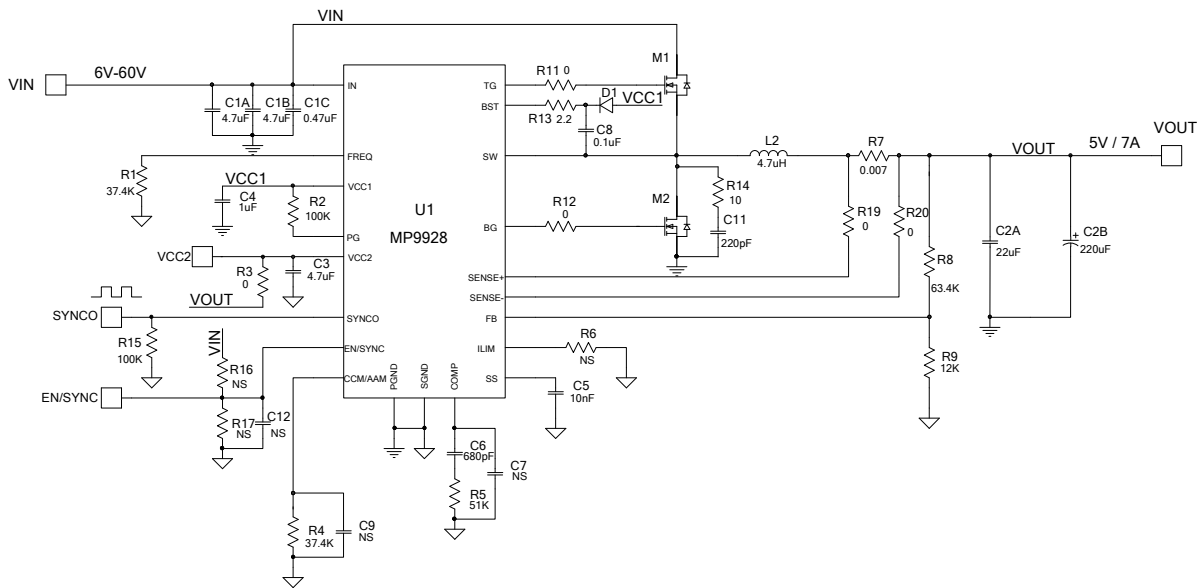 VIN
M1
VIN
6V-60V
IN
TG
R11 0
BST
R13 2.2
D1
VCC1
C1A
4.7uF
C1B
4.7uF
C1C
0.47uF
C8
0.1uF
VOUT
FREQ
SW
L2
4.7uH
R7
0.007
VOUT
5V / 7A
R1
37.4K
VCC1
VCC1
C4
1uF
R2
100K
U1
MP9928
R14
10
PG
BG
R12
0
M2
C11
220pF
R19
0
R20
0
C2A
22uF
C2B
220uF
+
VCC2
VCC2
R3
0
C3
4.7uF
SENSE+
R8
63.4K
VOUT
SENSE-
SYNCO
SYNCO
FB
R15
100K
VIN
R16
NS
EN/SYNC
ILIM
R6
NS
R9
12K
CCM/AAM
PGND
SGND
COMP
SS
C5
10nF
EN/SYNC
R17
NS
C12
NS
C6
680pF
C7
NS
R5
51K
R4
37.4K
C9
NS